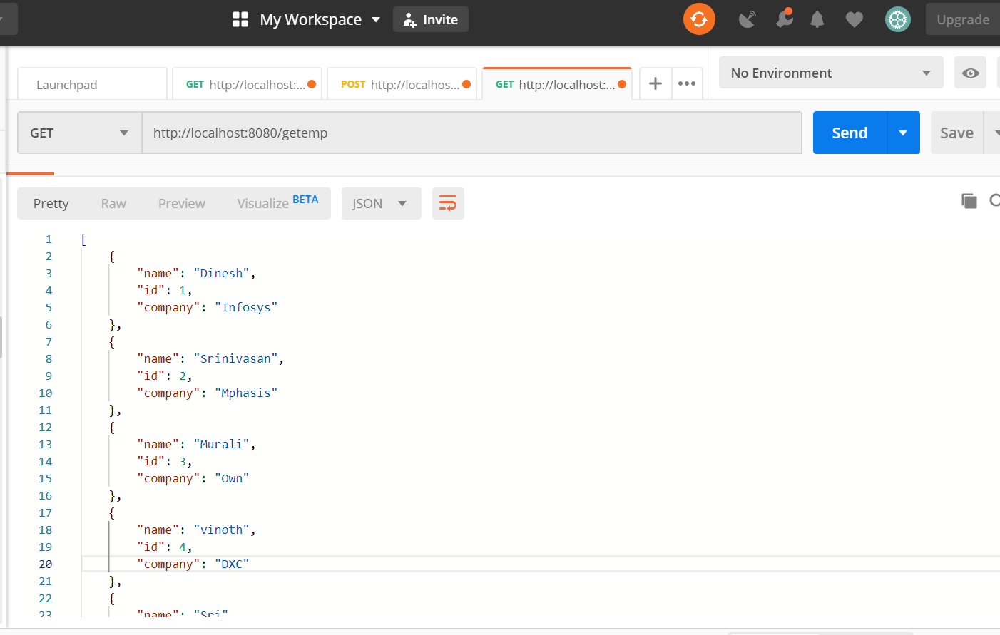 My Workspace Invite Upgrade
Launchpad GET http://localhost:... POST http://localhos... GET http://localhost:... + ••• No Environment
GET http://localhost:8080/getemp Send Save
Pretty Raw Preview Visualize BETA JSON
1 [
2 {
3 "name": "Dinesh",
4 "id": 1,
5 "company": "Infosys"
6 },
7 {
8 "name": "Srinivasan",
9 "id": 2,
10 "company": "Mphasis"
11 },
12 {
13 "name": "Murali",
14 "id": 3,
15 "company": "Own"
16 },
17 {
18 "name": "vinoth",
19 "id": 4,
20 "company": "DXC"
21 },
22 {
23 "name": "Sri"